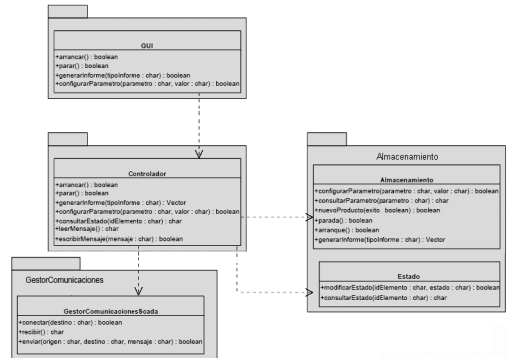 GUI
+arrancar() : boolean
+parar() : boolean
+generarInforme(tipoInforme : char) : boolean
+configurarParametro(parametro : char, valor : char) : boolean
Controlador
+arrancar() : boolean
+parar() : boolean
+generarInforme(tipoInforme : char) : Vector
+configurarParametro(parametro : char, valor : char) : boolean
+consultarEstado(idElemento : char) : char
+leerMensaje() : char
+escribirMensaje(mensaje : char) : boolean
Almacenamiento
Almacenamiento
+configurarParametro(parametro : char, valor : char) : boolean
+consultarParametro(parametro : char) : char
+nuevoProducto(exito boolean) : boolean
+parada() : boolean
+arranque() : boolean
+generarInforme(tipoInforme : char) : Vector
Estado
+modificarEstado(idElemento : char, estado : char) : boolean
+consultarEstado(idElemento : char) : char
GestorComunicaciones
GestorComunicacionesScada
+conectar(destino : char) : boolean
+recibir() : char
+enviar(origen : char, destino : char, mensaje : char) : boolean